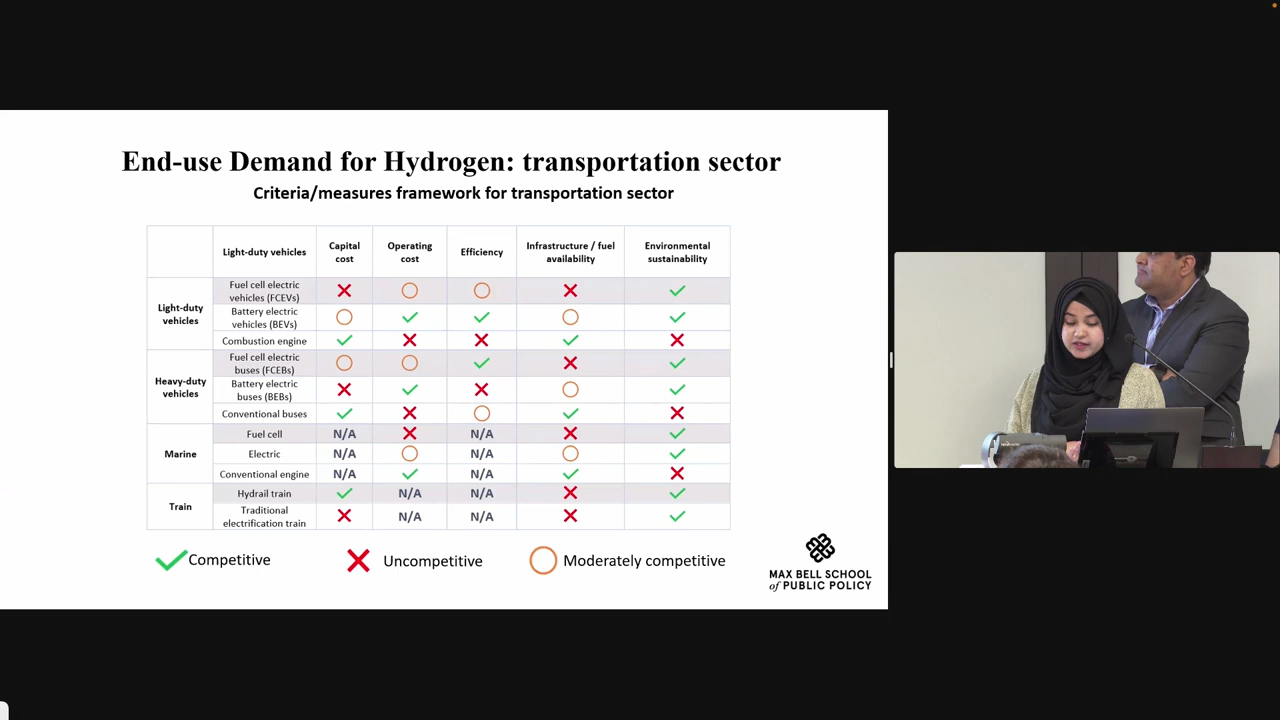 End-use Demand for Hydrogen: transportation sector
Criteria/measures framework for transportation sector
Light-duty vehicles
Capital
cost
Operating
cost
Efficiency
Infrastructure / fuel
availability
Environmental
sustainability
Light-duty
vehicles
Fuel cell electric
vehicles (FCEVs)
Battery electric
vehicles (BEVs)
Combustion engine
Heavy-duty
vehicles
Fuel cell electric
buses (FCEBs)
Battery electric
buses (BEBs)
Conventional buses
Marine
Fuel cell
N/A
N/A
Electric
N/A
N/A
Conventional engine
N/A
N/A
Train
Hydrail train
N/A
N/A
Traditional
electrification train
N/A
N/A
Competitive
Uncompetitive
Moderately competitive
MAX BELL SCHOOL
of PUBLIC POLICY